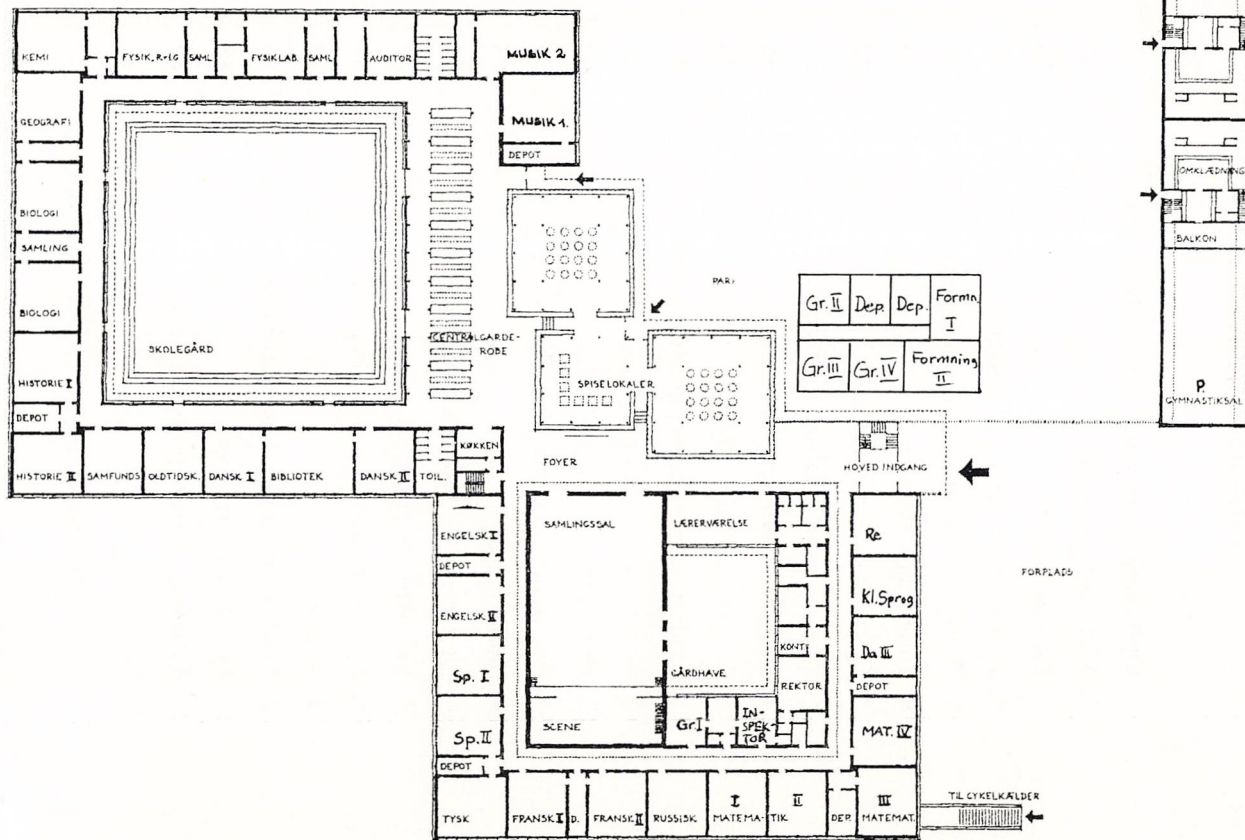 KEMI
FYSIK, R+IG
SAML
FYSIKLAB.
SAML
AUDITOR
MUSIK 2
GEOGRAFI
MUSIK 1.
DEPOT
OMKLÆDNING
BIOLOGI
BALKON
SAMLING
PAR:
Gr. II
Dep.
Dep.
Formn. I
BIOLOGI
SKOLEGÅRD
CENTRALGARDE-
ROBE
Gr. III
Gr. IV
Formning II
HISTORIE I
SPISELOKALER
P.
GYMNASTIKSAL
DEPOT
HISTORIE II
SAMFUNDS
OLDTIDSK.
DANSK I
BIBLIOTEK
DANSK II
TOIL.
KØKKEN
FOYER
HOVED INDGANG
ENGELSK I
SAMLINGSSAL
LÆRERVÆRELSE
Re
DEPOT
FORPLADS
ENGELSK II
Kl. Sprog
Sp. I
KONT.
Da III
GÅRDHAVE
REKTOR
DEPOT
Sp. II
SCENE
Gr I
IN-
SPEK-
TOR
MAT. IV
DEPOT
TYSK
FRANSK I
D.
FRANSK II
RUSSISK
I
MATEMA-
II
TIK
DEP.
III
MATEMAT.
TIL CYKELKÆLDER